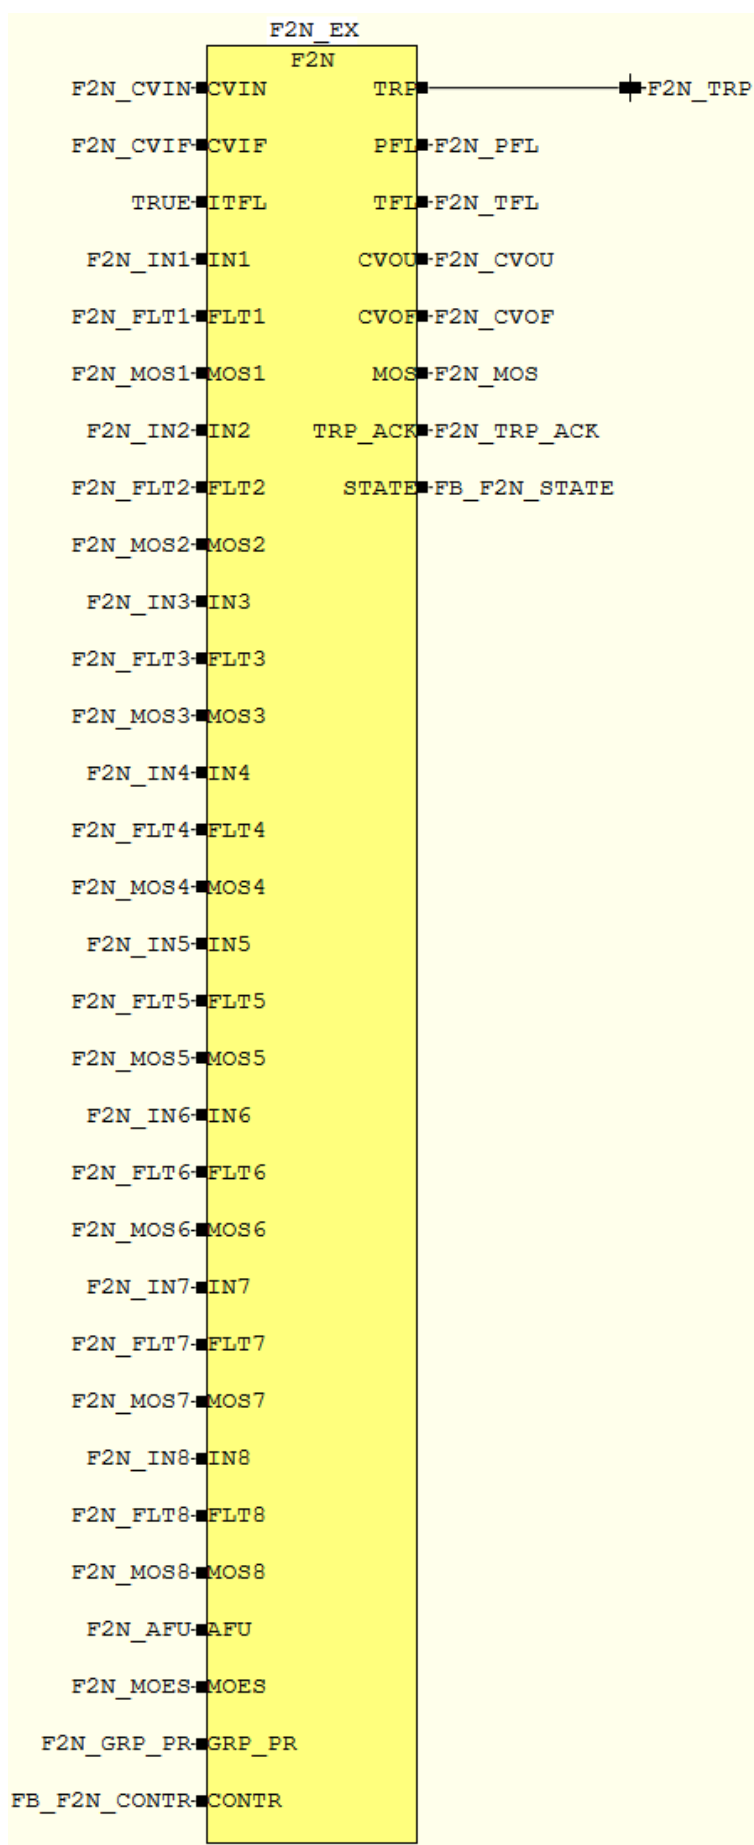 F2N_EX
F2N
F2N_CVIN CVIN TRP F2N_TRP
F2N_CVIF CVIF PFL F2N_PFL
TRUE ITFL TFL F2N_TFL
F2N_IN1 IN1 CVOU F2N_CVOU
F2N_FLT1 FLT1 CVOF F2N_CVOF
F2N_MOS1 MOS1 MOS F2N_MOS
F2N_IN2 IN2 TRP_ACK F2N_TRP_ACK
F2N_FLT2 FLT2 STATE FB_F2N_STATE
F2N_MOS2 MOS2
F2N_IN3 IN3
F2N_FLT3 FLT3
F2N_MOS3 MOS3
F2N_IN4 IN4
F2N_FLT4 FLT4
F2N_MOS4 MOS4
F2N_IN5 IN5
F2N_FLT5 FLT5
F2N_MOS5 MOS5
F2N_IN6 IN6
F2N_FLT6 FLT6
F2N_MOS6 MOS6
F2N_IN7 IN7
F2N_FLT7 FLT7
F2N_MOS7 MOS7
F2N_IN8 IN8
F2N_FLT8 FLT8
F2N_MOS8 MOS8
F2N_AFU AFU
F2N_MOES MOES
F2N_GRP_PR GRP_PR
FB_F2N_CONTR CONTR